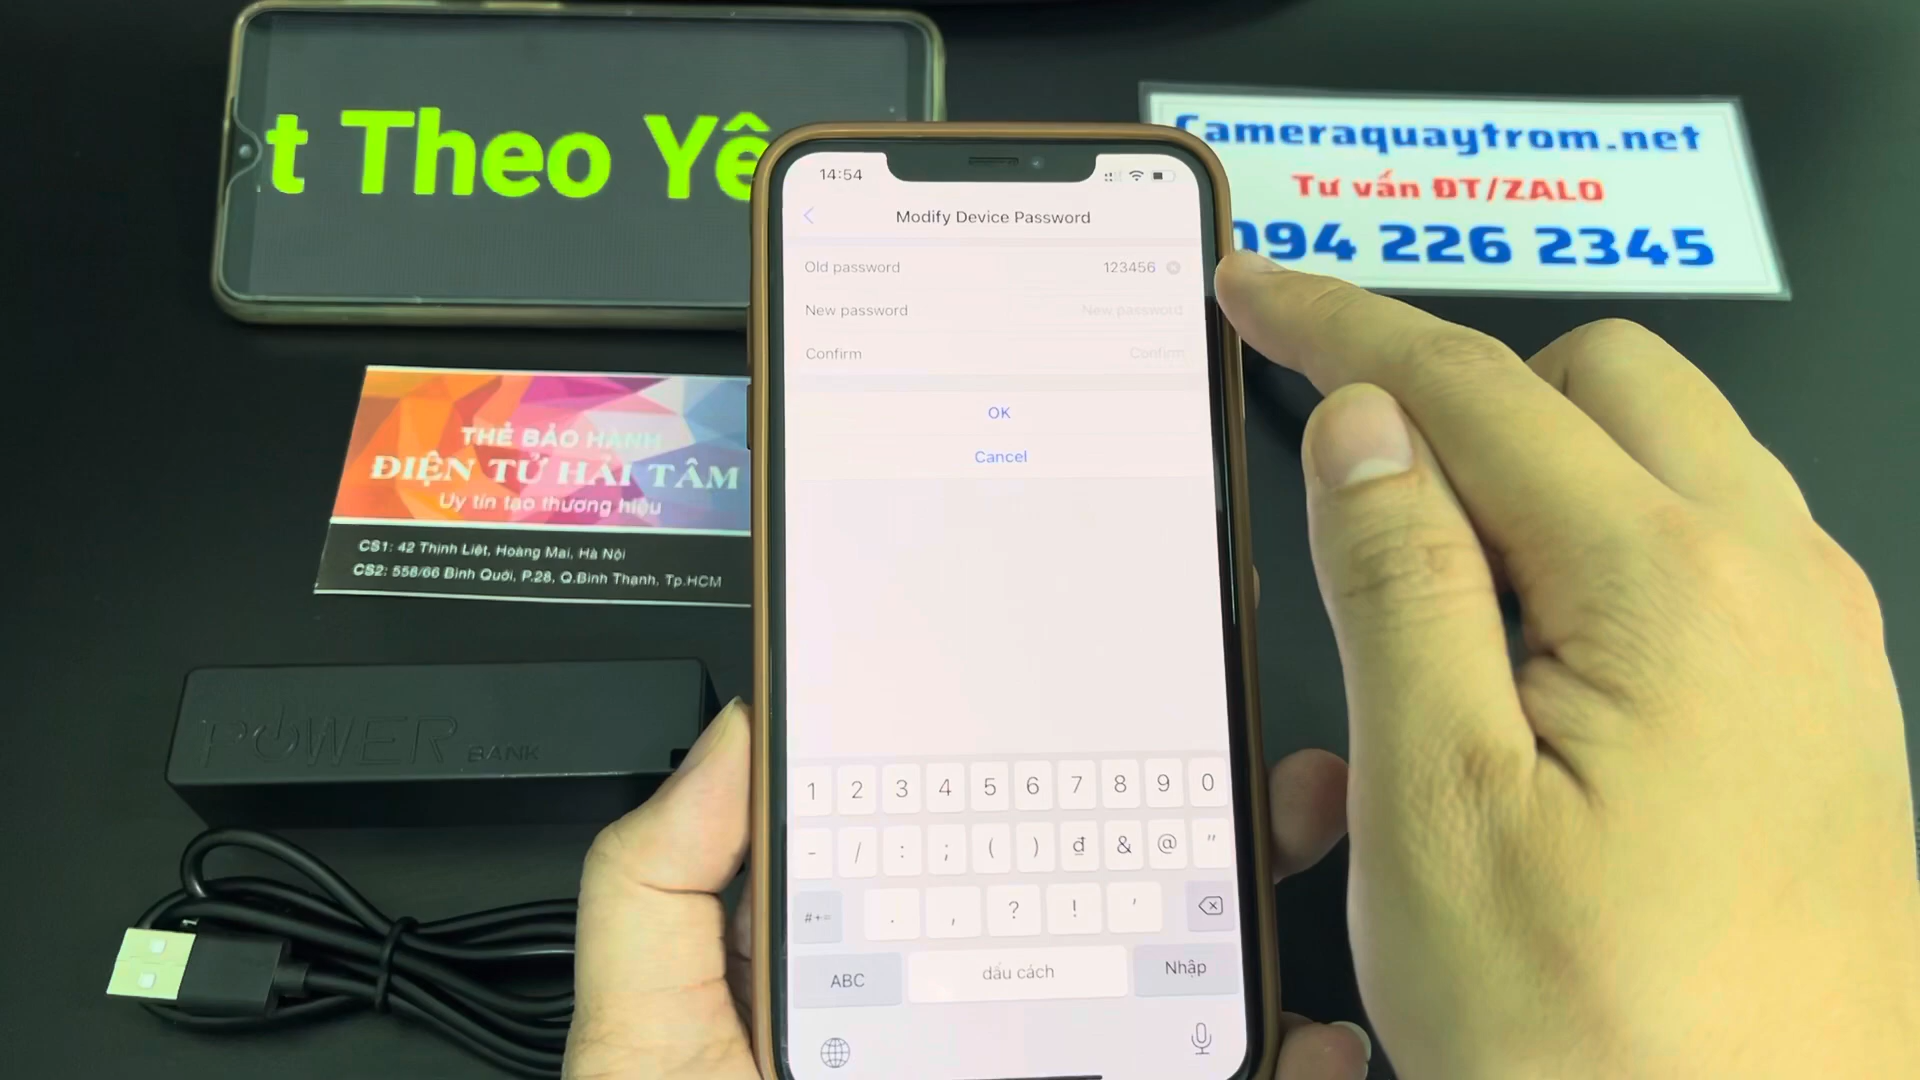 t Theo Yê
Cameraquaytrom.net
Tư vấn ĐT/ZALO
094 226 2345
14:54
Modify Device Password
Old password 123456
New password New password
Confirm Confirm
OK
Cancel
THẺ BẢO HÀNH
ĐIỆN TỬ HẢI TÂM
Uy tín tạo thương hiệu
CS1: 42 Thịnh Liệt, Hoàng Mai, Hà Nội
CS2: 558/66 Bình Quới, P.28, Q.Bình Thạnh, Tp.HCM
POWER BANK
1 2 3 4 5 6 7 8 9 0
- / : ; ( ) đ & @ "
#+= . , ? ! '
ABC dấu cách Nhập